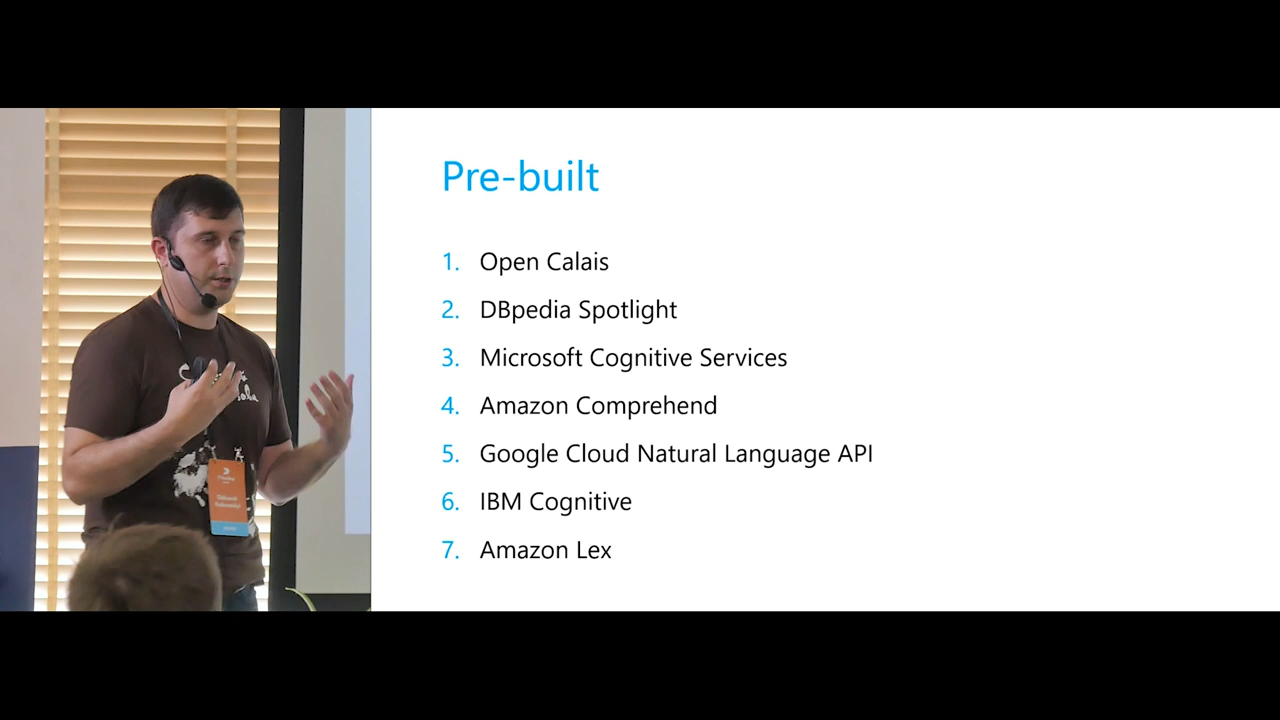 Pre-built
1. Open Calais
2. DBpedia Spotlight
3. Microsoft Cognitive Services
4. Amazon Comprehend
5. Google Cloud Natural Language API
6. IBM Cognitive
7. Amazon Lex